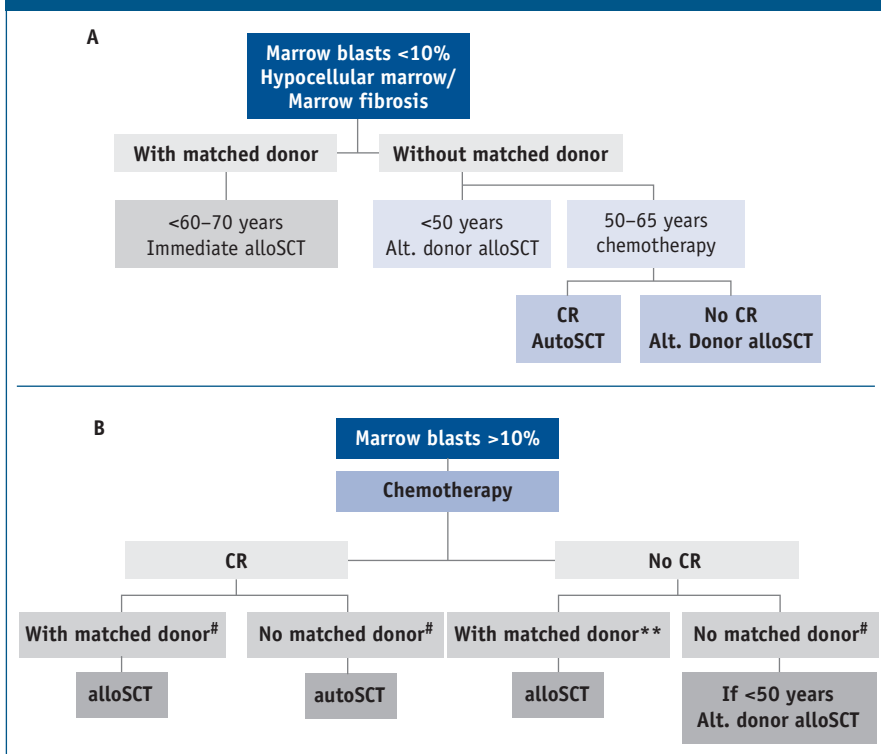 A
Marrow blasts <10%
Hypocellular marrow/
Marrow fibrosis
With matched donor
Without matched donor
<60–70 years
Immediate alloSCT
<50 years
Alt. donor alloSCT
50–65 years
chemotherapy
CR
AutoSCT
No CR
Alt. Donor alloSCT
B
Marrow blasts >10%
Chemotherapy
CR
No CR
With matched donor#
No matched donor#
With matched donor**
No matched donor#
alloSCT
autoSCT
alloSCT
If <50 years
Alt. donor alloSCT